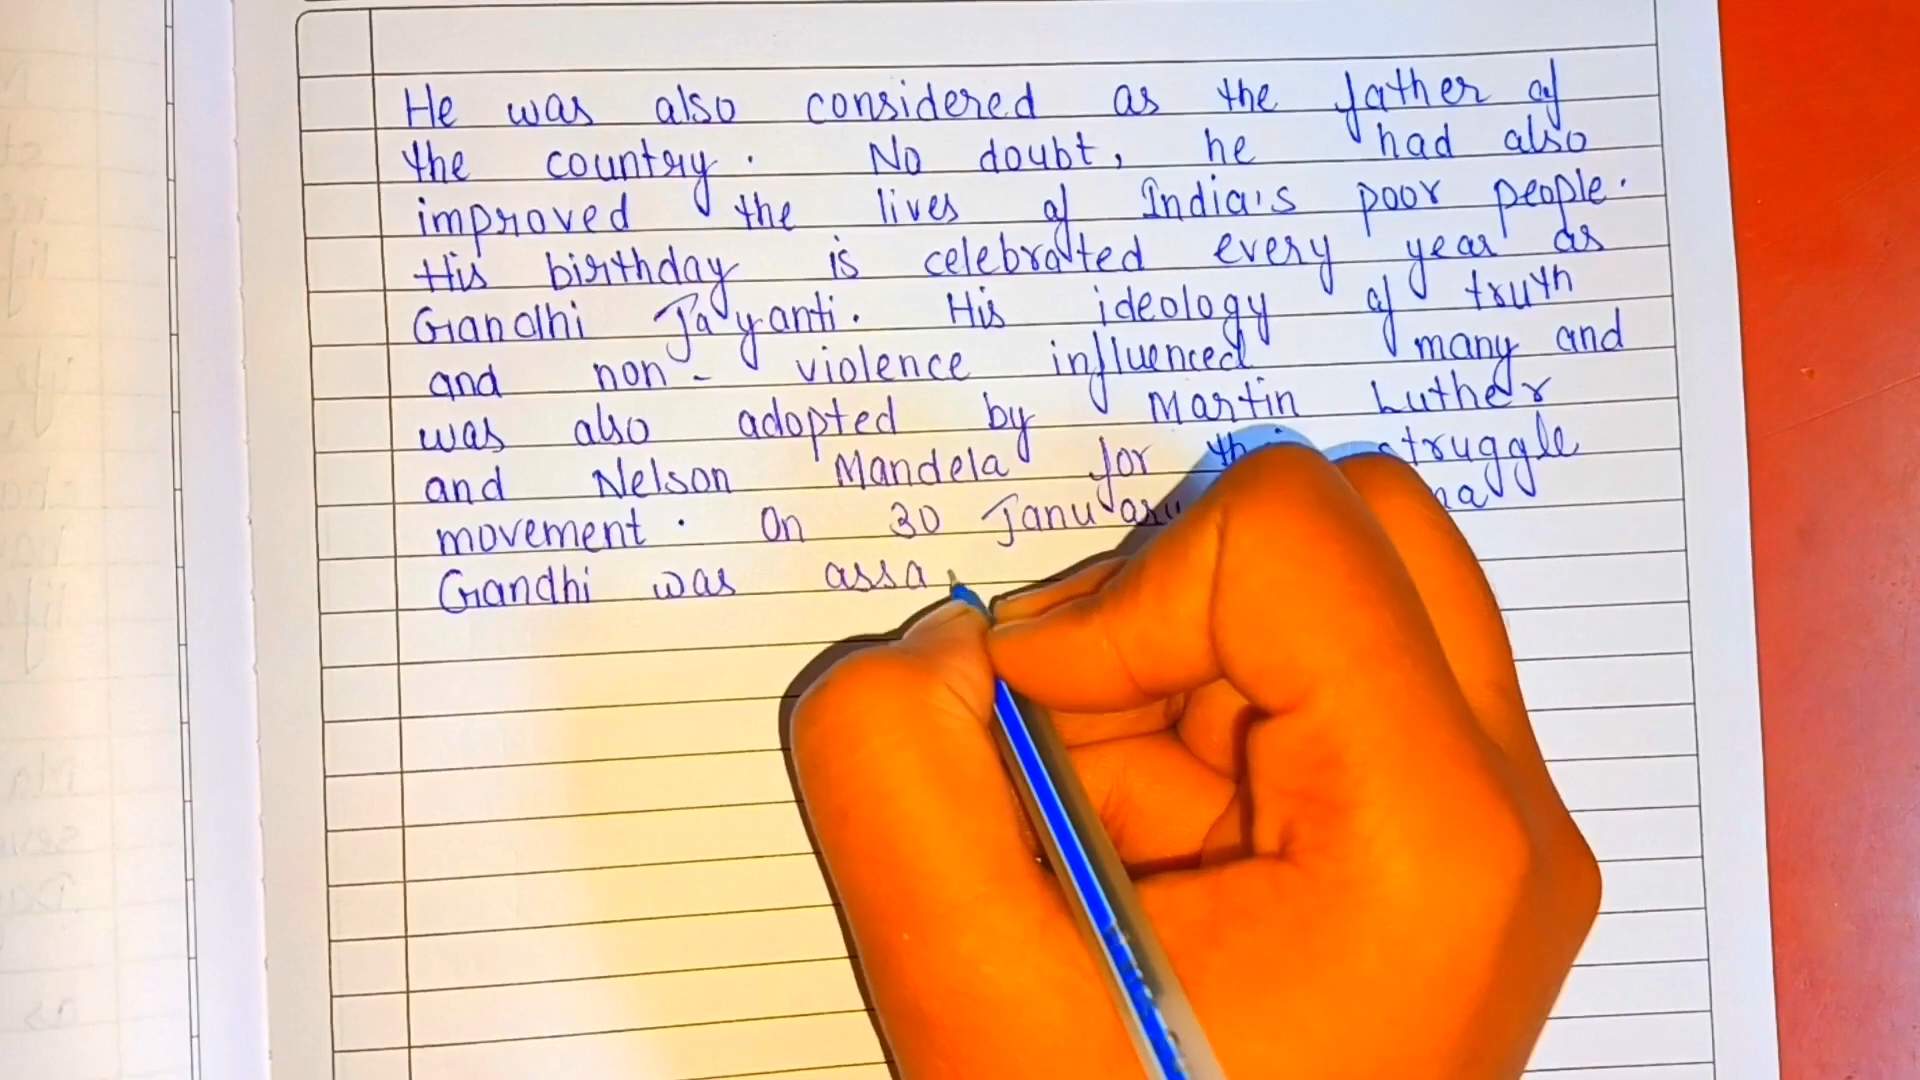 He was also considered as the father of
the country. No doubt, he had also
improved the lives of India's poor people.
His birthday is celebrated every year as
Gandhi Jayanti. His ideology of truth
and non- violence influenced many and
was also adopted by Martin Luther
and Nelson Mandela for struggle
movement. On 30 January
Gandhi was assa